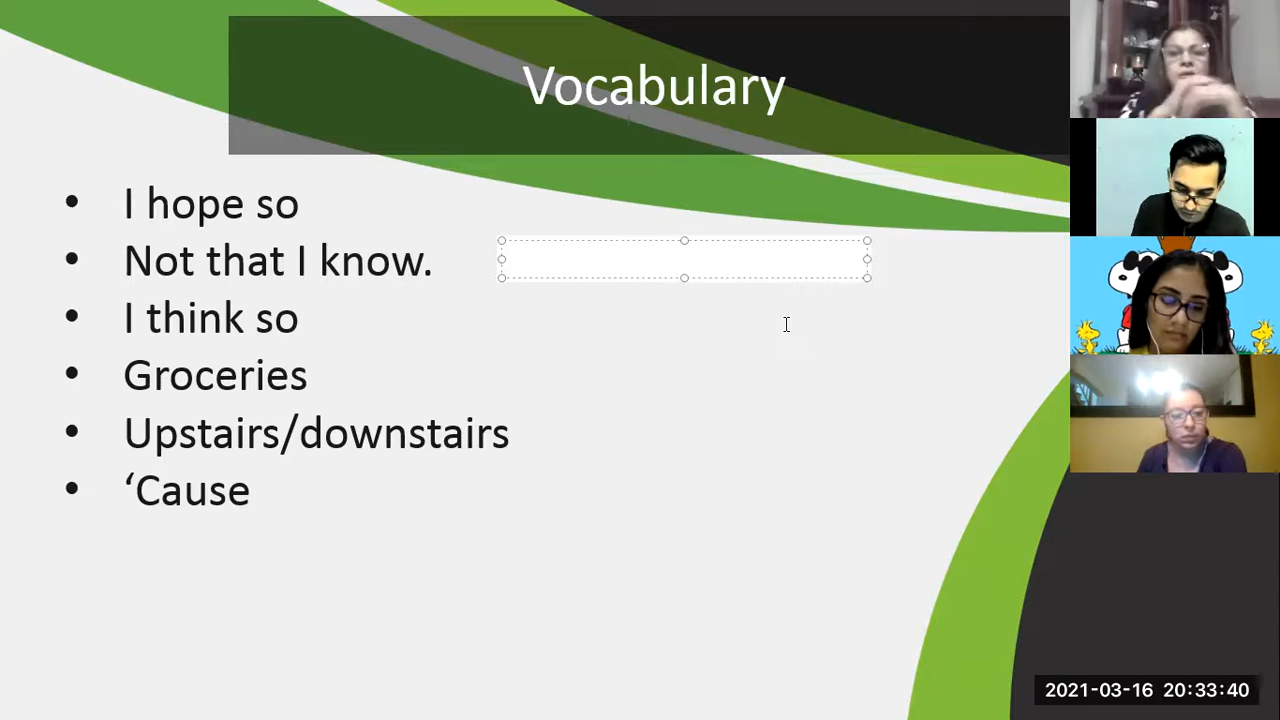 Vocabulary
• I hope so
• Not that I know.
• I think so
• Groceries
• Upstairs/downstairs
• ‘Cause
2021-03-16 20:33:40